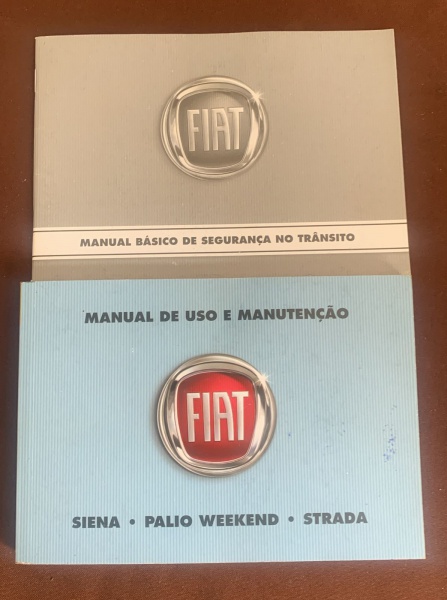 FIAT
MANUAL BÁSICO DE SEGURANÇA NO TRÂNSITO
MANUAL DE USO E MANUTENÇÃO
FIAT
SIENA • PALIO WEEKEND • STRADA